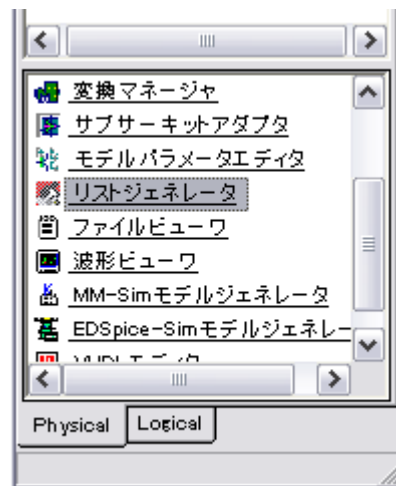 変換マネージャ
サブサーキットアダプタ
モデルパラメータエディタ
リストジェネレータ
ファイルビューワ
波形ビューワ
MM-Simモデルジェネレータ
EDSpice-Simモデルジェネレー
Physical Logical